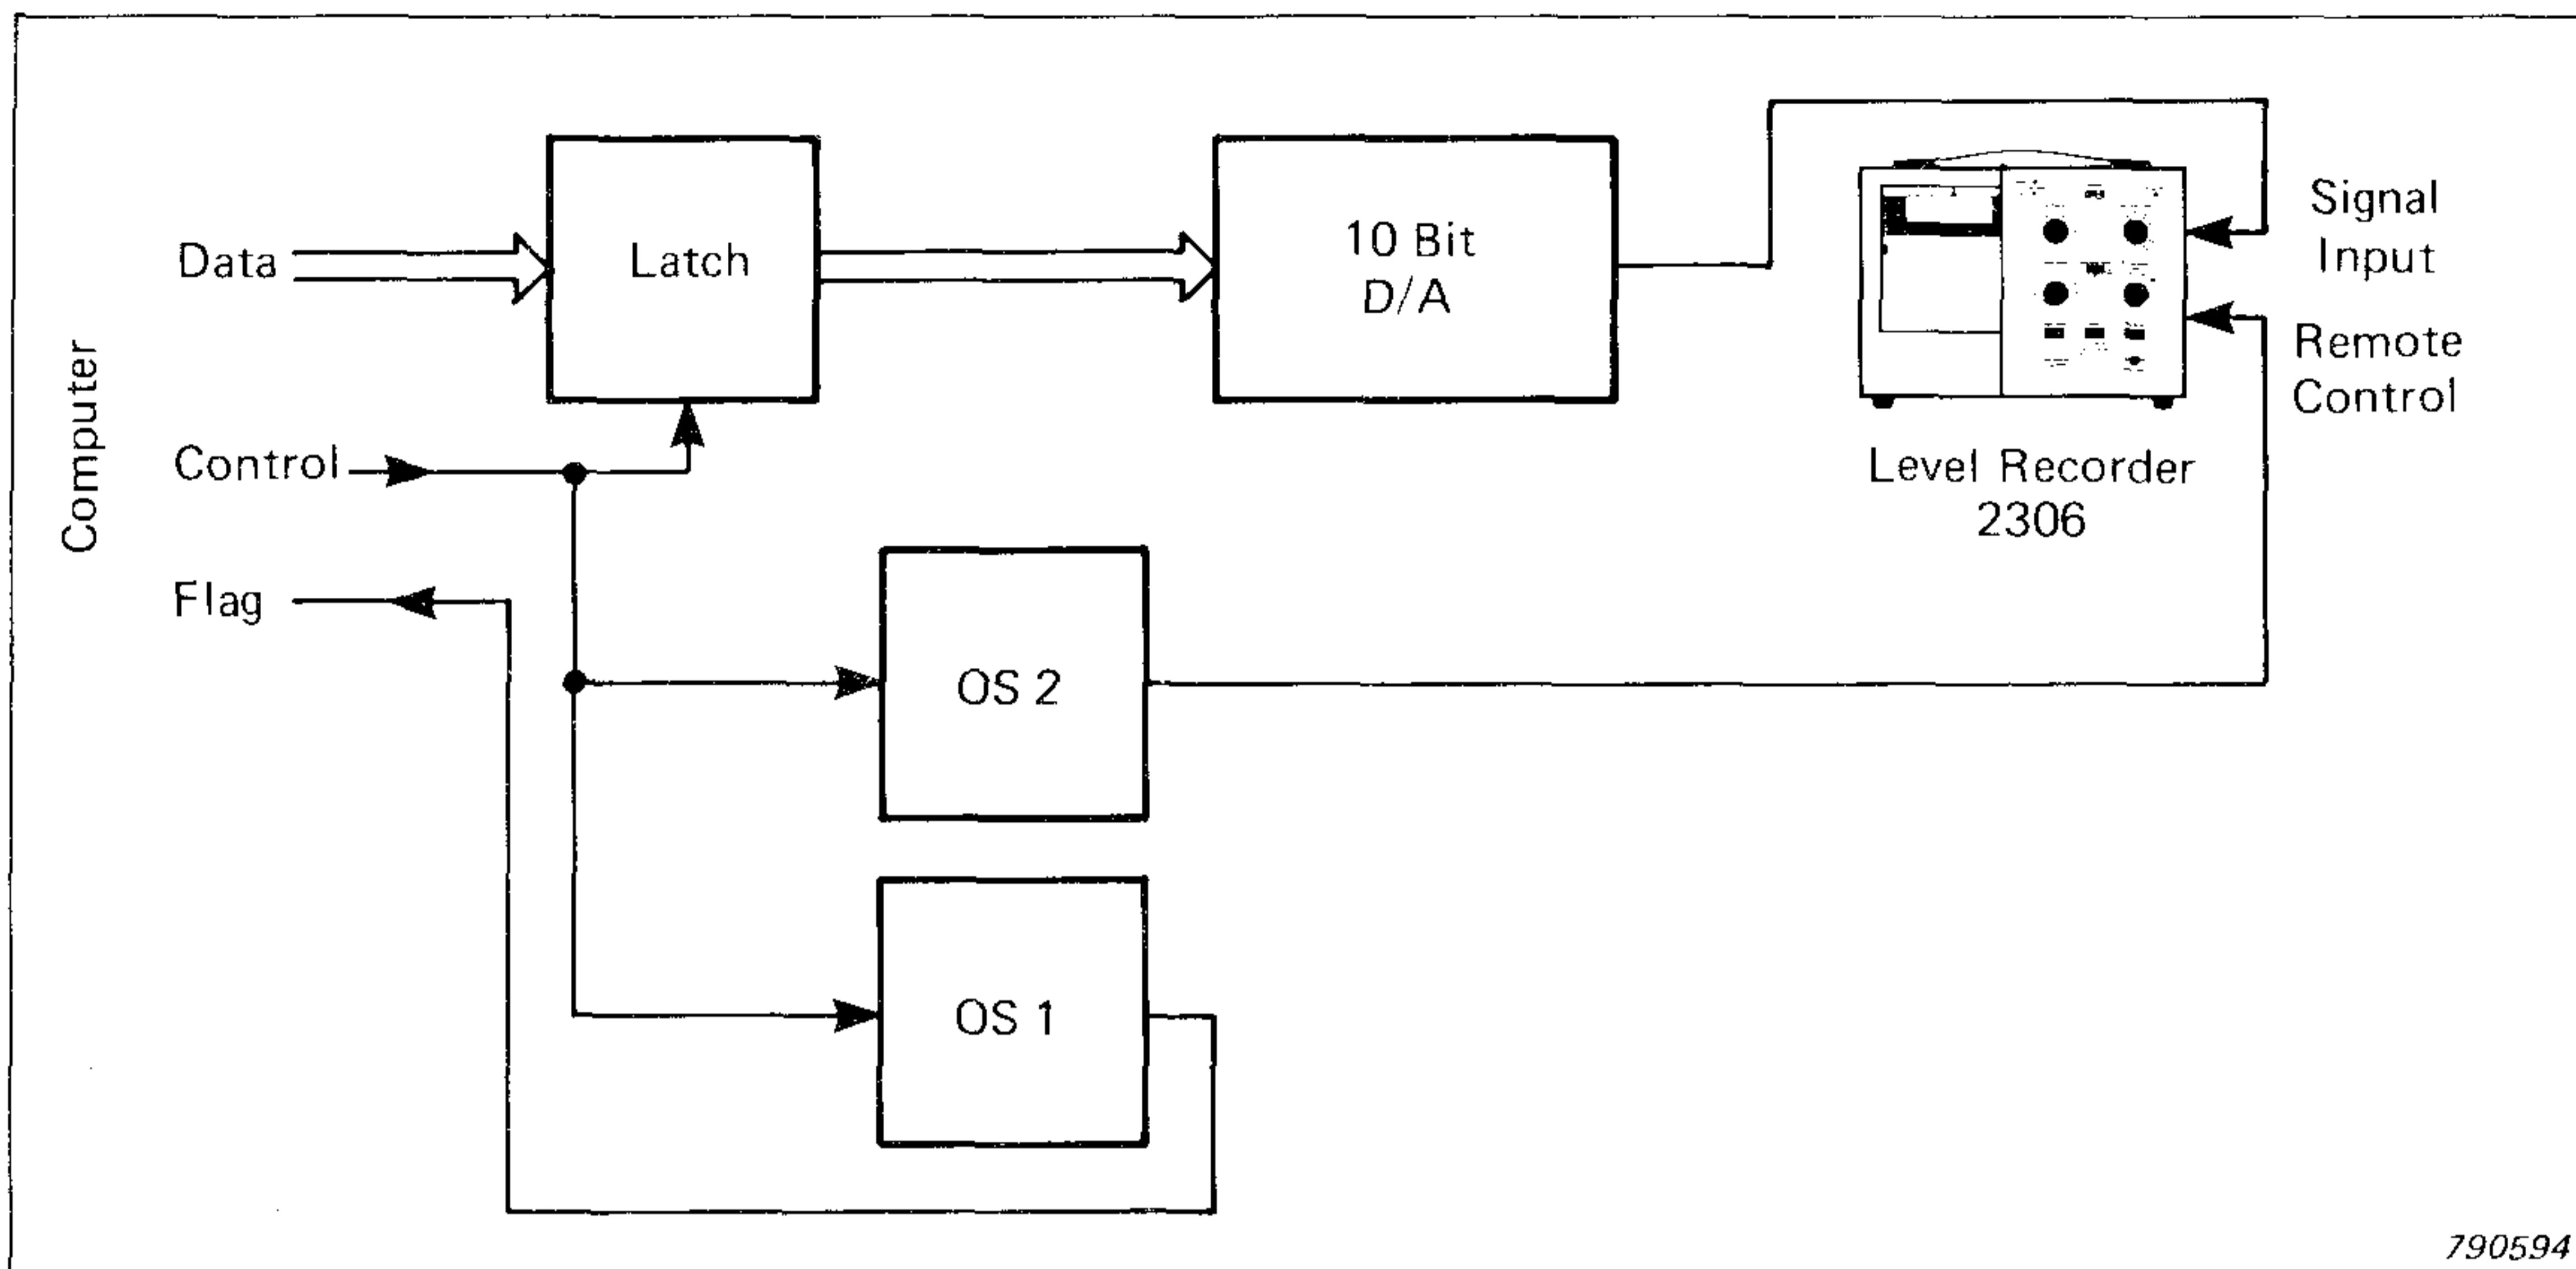 Computer
Data
Control
Flag
Latch
10 Bit
D/A
OS 2
OS 1
Level Recorder
2306
Signal
Input
Remote
Control
790594